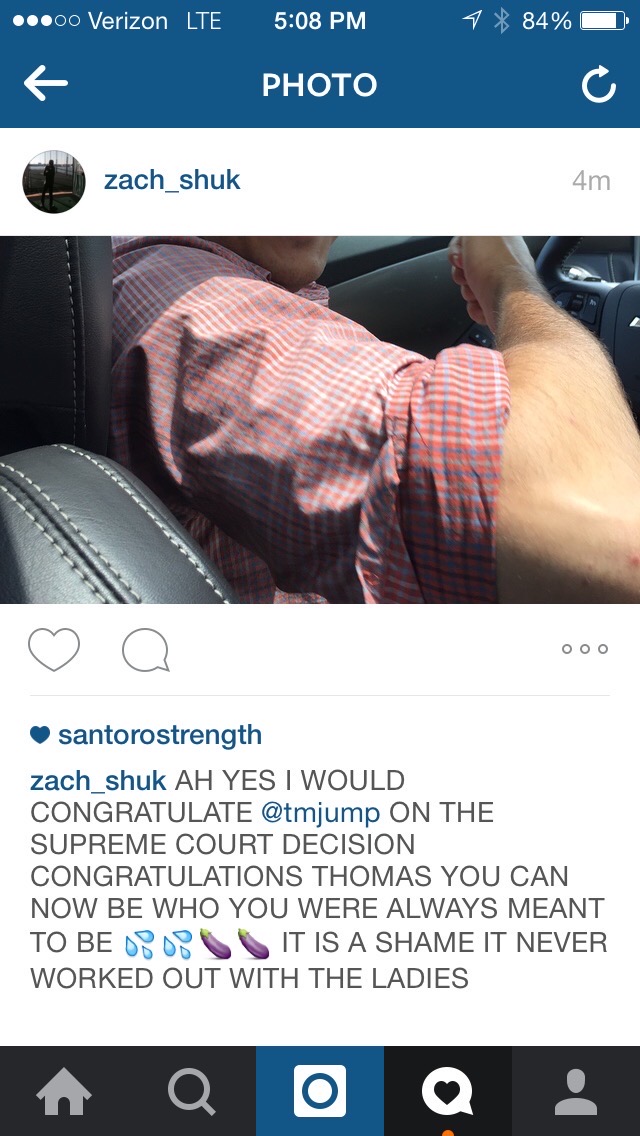 Verizon LTE 5:08 PM 84%
PHOTO
zach_shuk 4m
santorostrength
zach_shuk AH YES I WOULD
CONGRATULATE @tmjump ON THE
SUPREME COURT DECISION
CONGRATULATIONS THOMAS YOU CAN
NOW BE WHO YOU WERE ALWAYS MEANT
TO BE 💦💦🍆🍆 IT IS A SHAME IT NEVER
WORKED OUT WITH THE LADIES